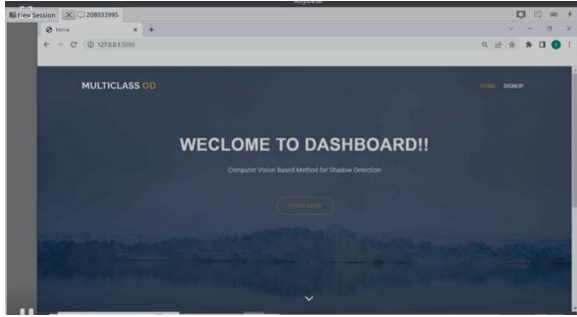 AnyDesk
New Session
208033995
Home
127.0.0.1:5000
MULTICLASS OD
HOME SIGNUP
WECLOME TO DASHBOARD!!
Computer Vision Based Method for Shadow Detection
LEARN MORE